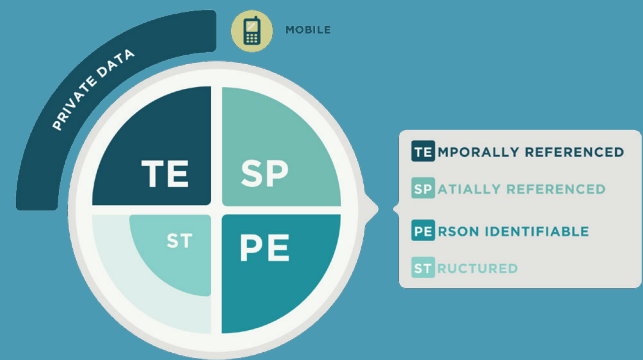 MOBILE
PRIVATE DATA
TE SP
ST PE
TEMPORALLY REFERENCED
SPATIALLY REFERENCED
PERSON IDENTIFIABLE
STRUCTURED